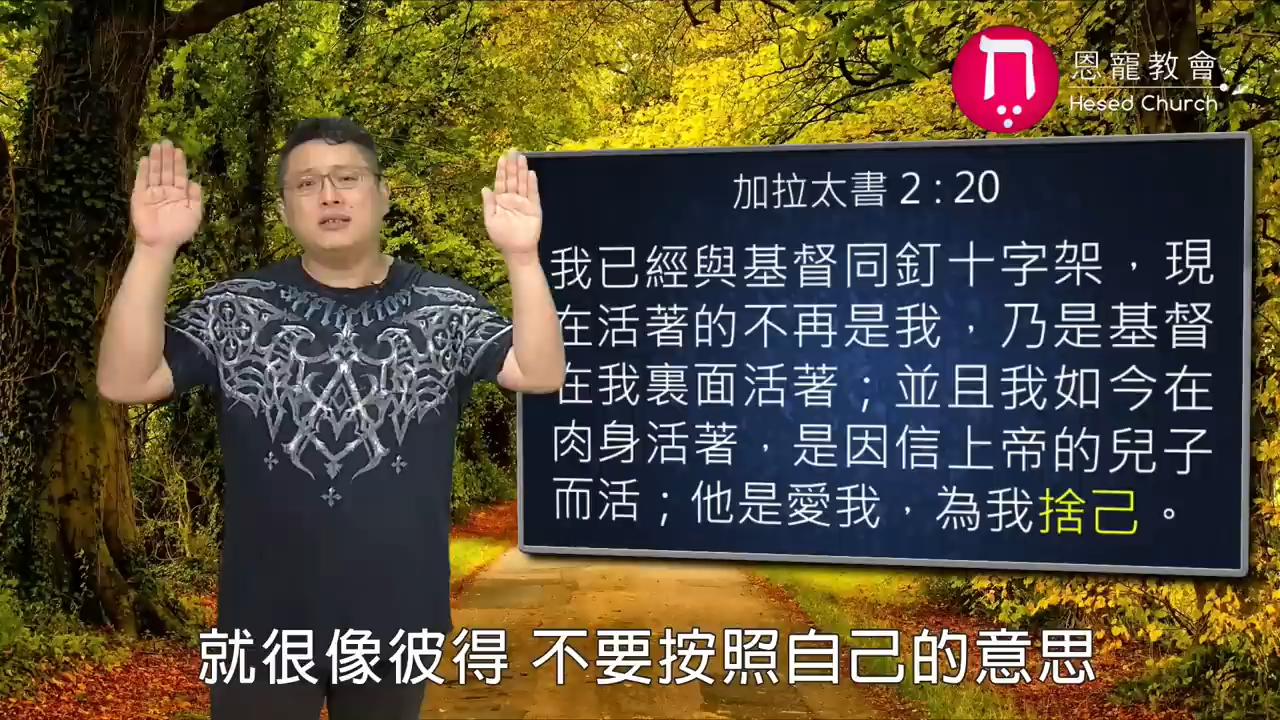 恩寵教會
Hesed Church
加拉太書 2 : 20
我已經與基督同釘十字架，現
在活著的不再是我，乃是基督
在我裏面活著；並且我如今在
肉身活著，是因信上帝的兒子
而活；他是愛我，為我捨己。
就很像彼得 不要按照自己的意思